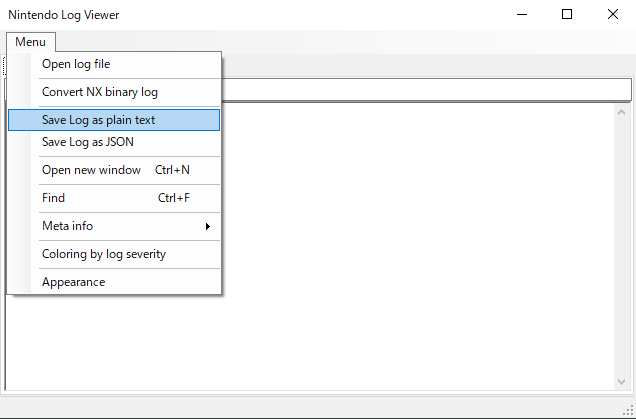 Nintendo Log Viewer
Menu
Open log file
Convert NX binary log
Save Log as plain text
Save Log as JSON
Open new window Ctrl+N
Find Ctrl+F
Meta info
Coloring by log severity
Appearance